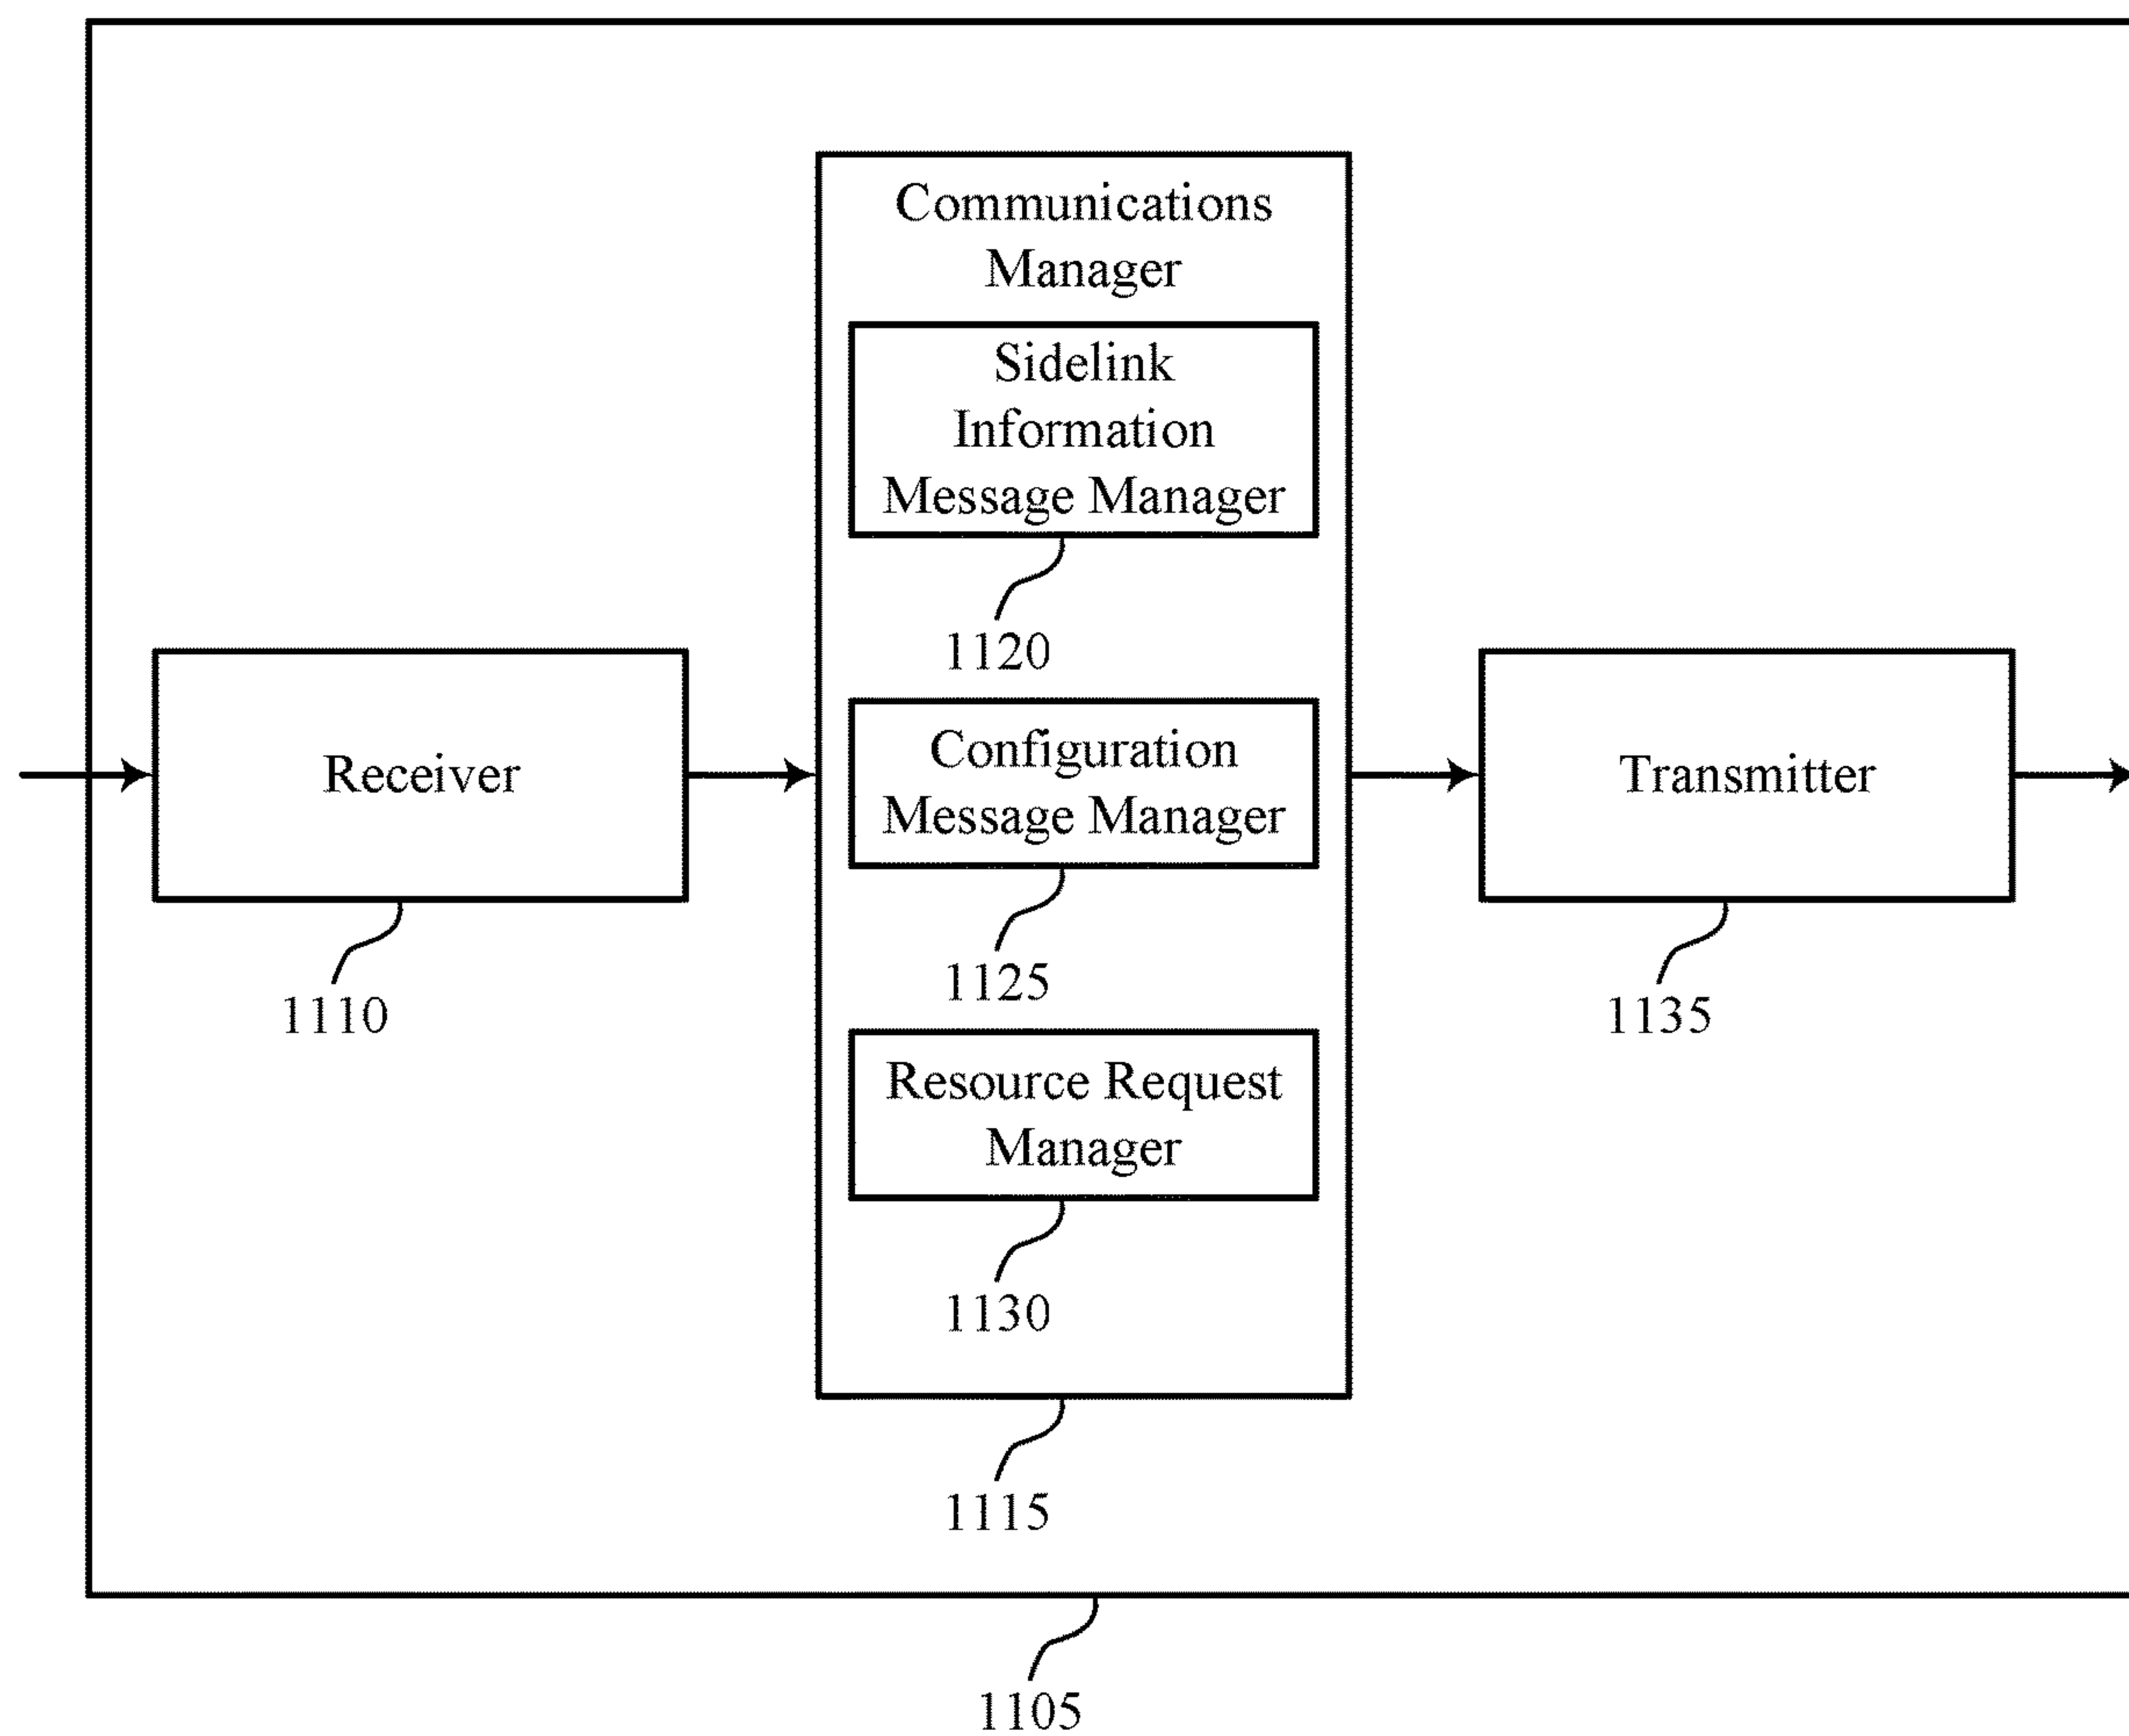 Communications
Manager
Sidelink
Information
Message Manager
1120
Receiver
1110
Configuration
Message Manager
1125
Transmitter
1135
Resource Request
Manager
1130
1115
1105